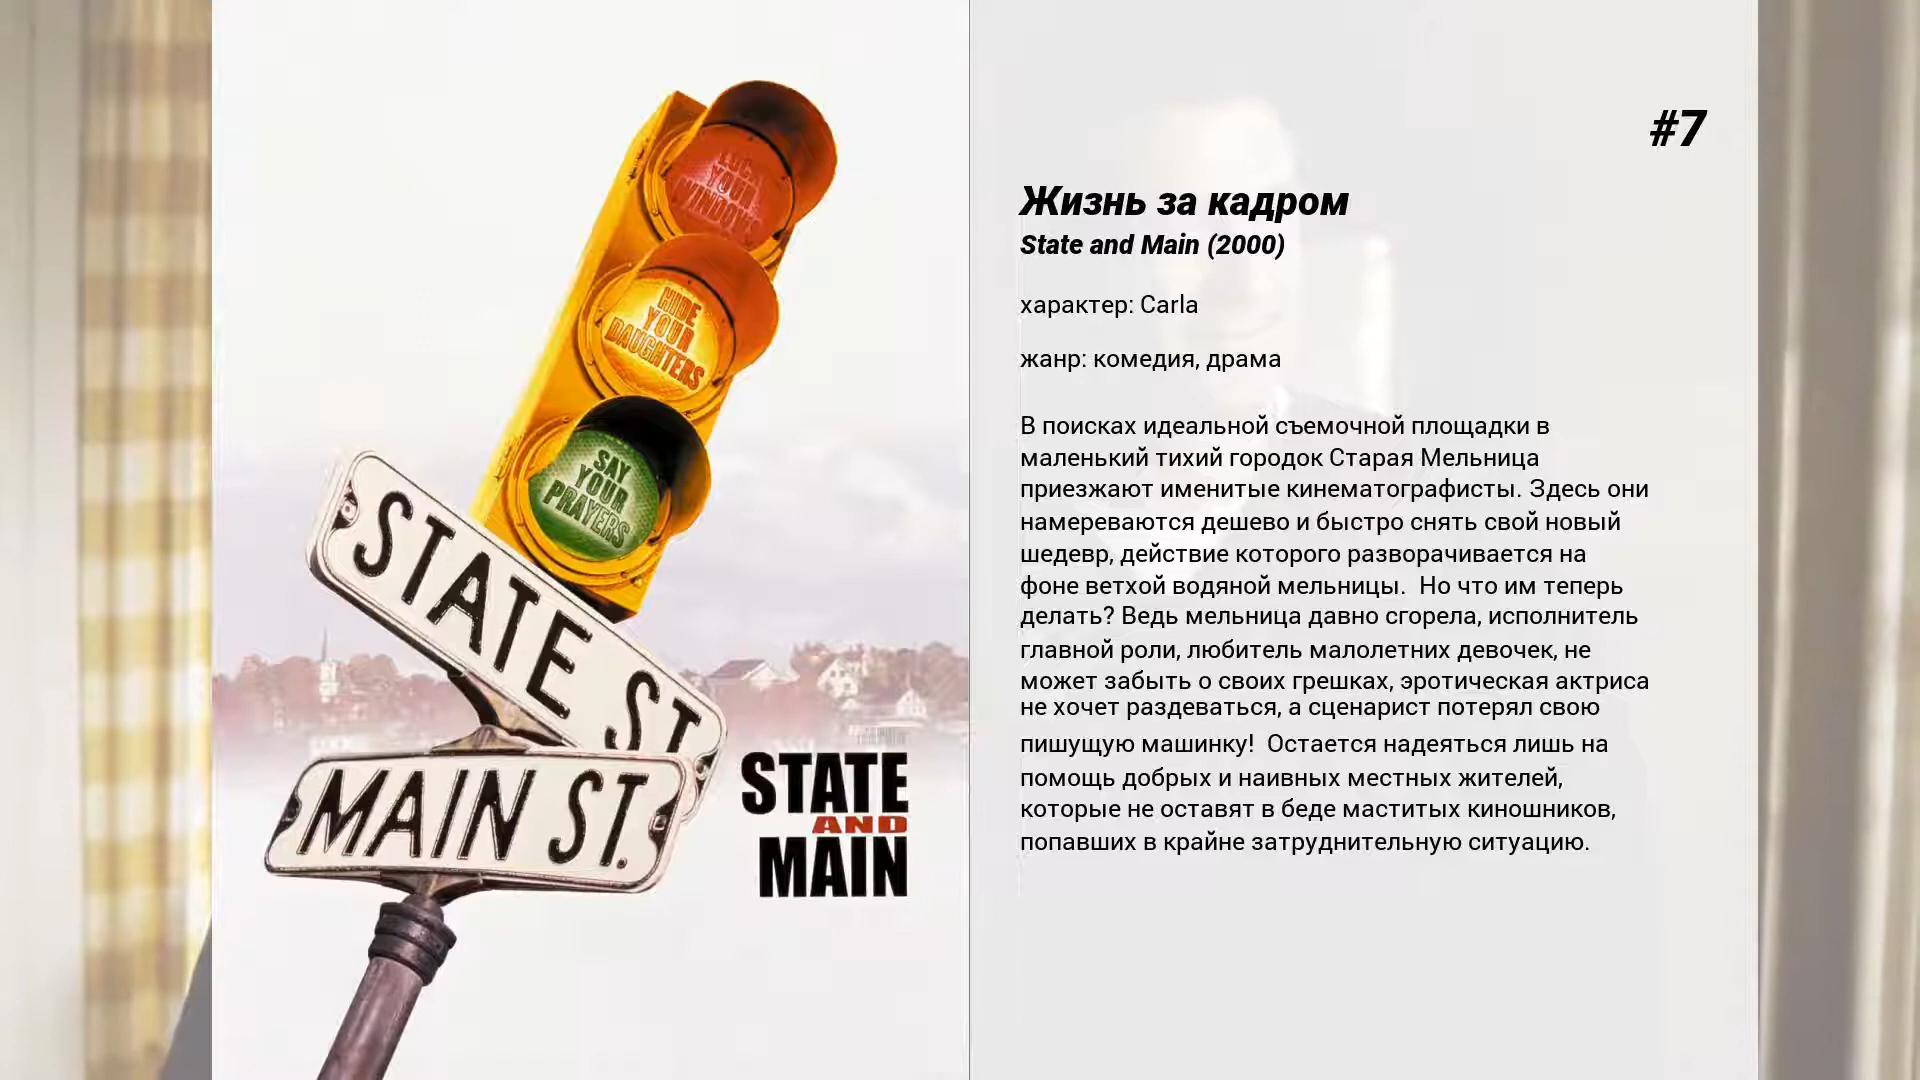 LOCK
YOUR
WINDOWS
HIDE
YOUR
DAUGHTERS
SAY
YOUR
PRAYERS
STATE ST.
MAIN ST.
STATE
AND
MAIN
#7
Жизнь за кадром
State and Main (2000)
характер: Carla
жанр: комедия, драма
В поисках идеальной съемочной площадки в
маленький тихий городок Старая Мельница
приезжают именитые кинематографисты. Здесь они
намереваются дешево и быстро снять свой новый
шедевр, действие которого разворачивается на
фоне ветхой водяной мельницы.  Но что им теперь
делать? Ведь мельница давно сгорела, исполнитель
главной роли, любитель малолетних девочек, не
может забыть о своих грешках, эротическая актриса
не хочет раздеваться, а сценарист потерял свою
пишущую машинку!  Остается надеяться лишь на
помощь добрых и наивных местных жителей,
которые не оставят в беде маститых киношников,
попавших в крайне затруднительную ситуацию.